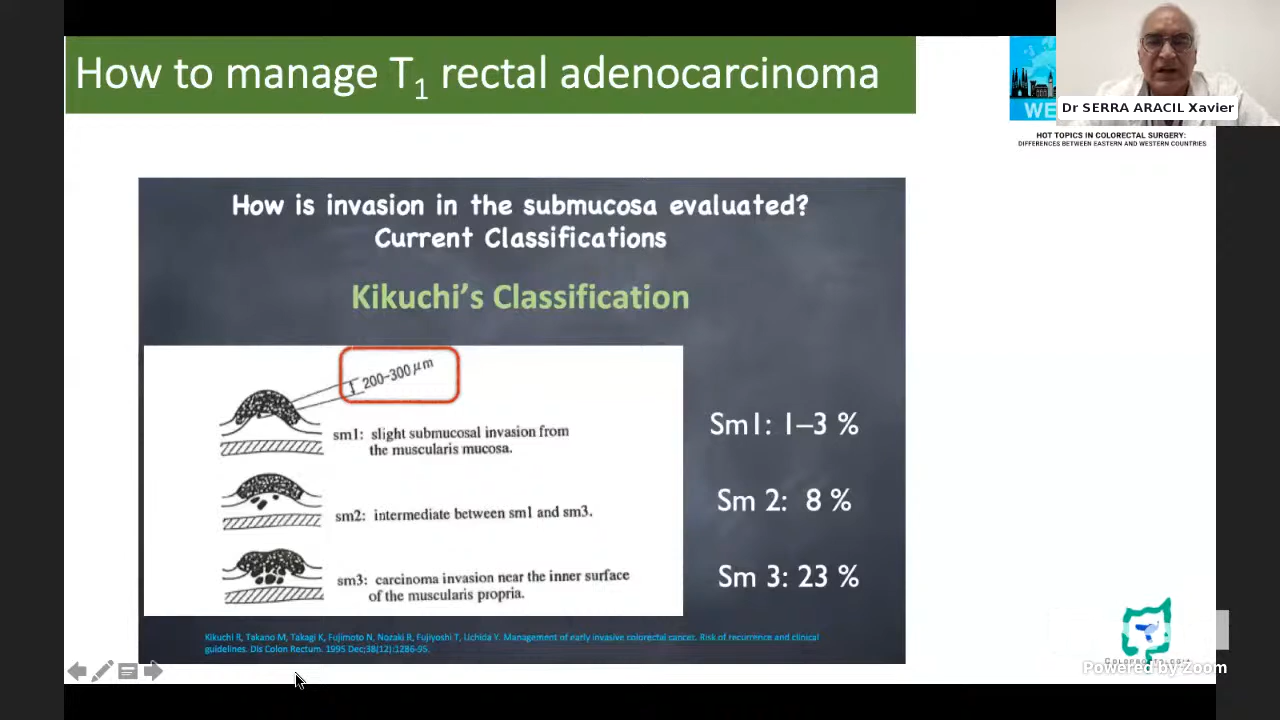 How to manage T1 rectal adenocarcinoma
WE
Dr SERRA ARACIL Xavier
HOT TOPICS IN COLORECTAL SURGERY:
DIFFERENCES BETWEEN EASTERN AND WESTERN COUNTRIES
How is invasion in the submucosa evaluated?
Current Classifications
Kikuchi's Classification
200-300 μm
sm1: slight submucosal invasion from
the muscularis mucosa.
sm2: intermediate between sm1 and sm3.
sm3: carcinoma invasion near the inner surface
of the muscularis propria.
Sm1: 1–3 %
Sm 2: 8 %
Sm 3: 23 %
Kikuchi R, Takano M, Takagi K, Fujimoto N, Nozaki R, Fujiyoshi T, Uchida Y. Management of early invasive colorectal cancer. Risk of recurrence and clinical
guidelines. Dis Colon Rectum. 1995 Dec;38(12):1286-95.
Powered by Zoom